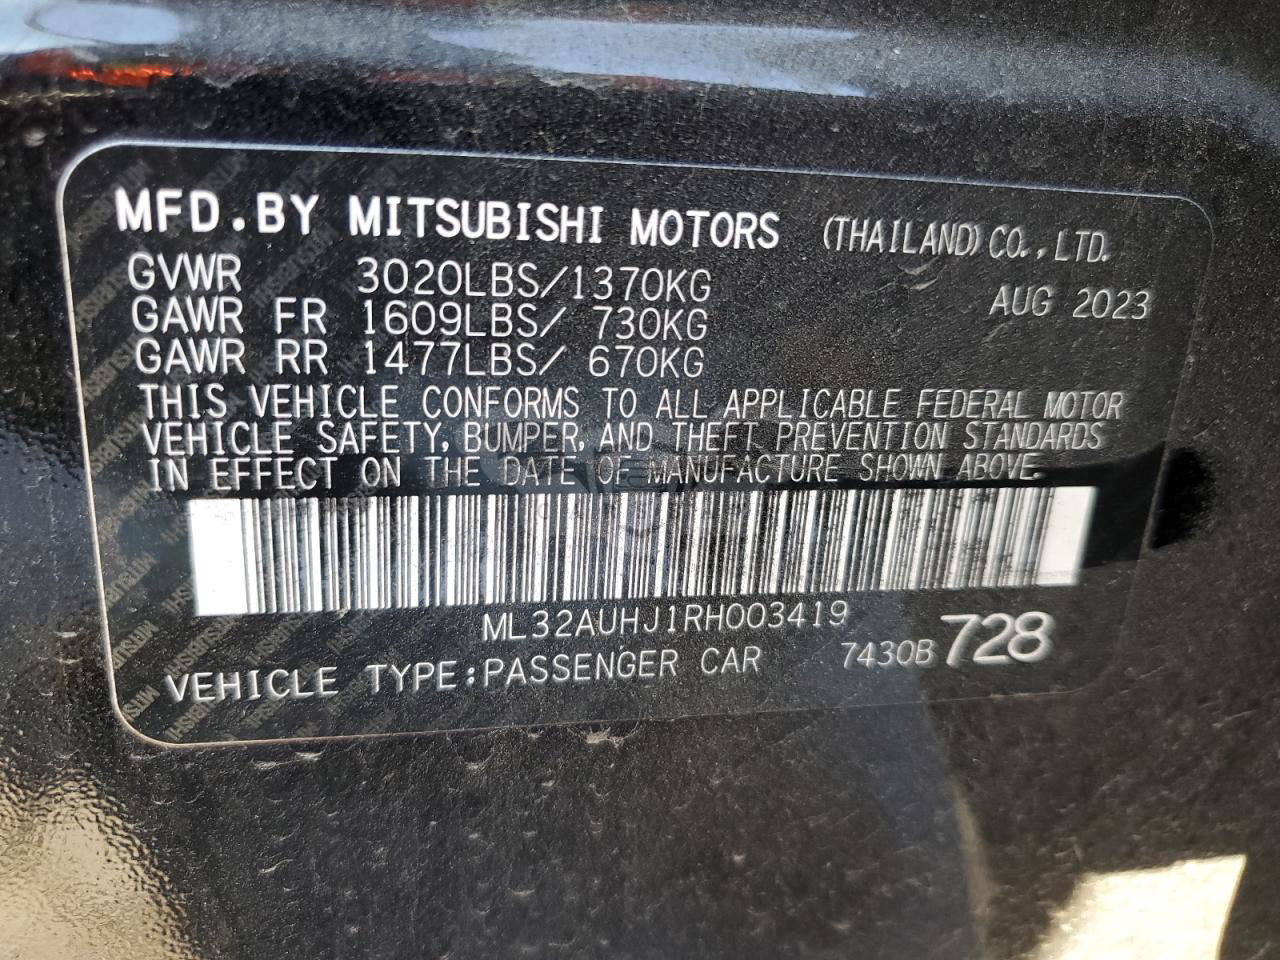 MFD.BY MITSUBISHI MOTORS (THAILAND) CO.,LTD.
GVWR 3020LBS/1370KG AUG 2023
GAWR FR 1609LBS/ 730KG
GAWR RR 1477LBS/ 670KG
THIS VEHICLE CONFORMS TO ALL APPLICABLE FEDERAL MOTOR
VEHICLE SAFETY, BUMPER, AND THEFT PREVENTION STANDARDS
IN EFFECT ON THE DATE OF MANUFACTURE SHOWN ABOVE.
ML32AUHJ1RH003419
VEHICLE TYPE:PASSENGER CAR 7430B 728